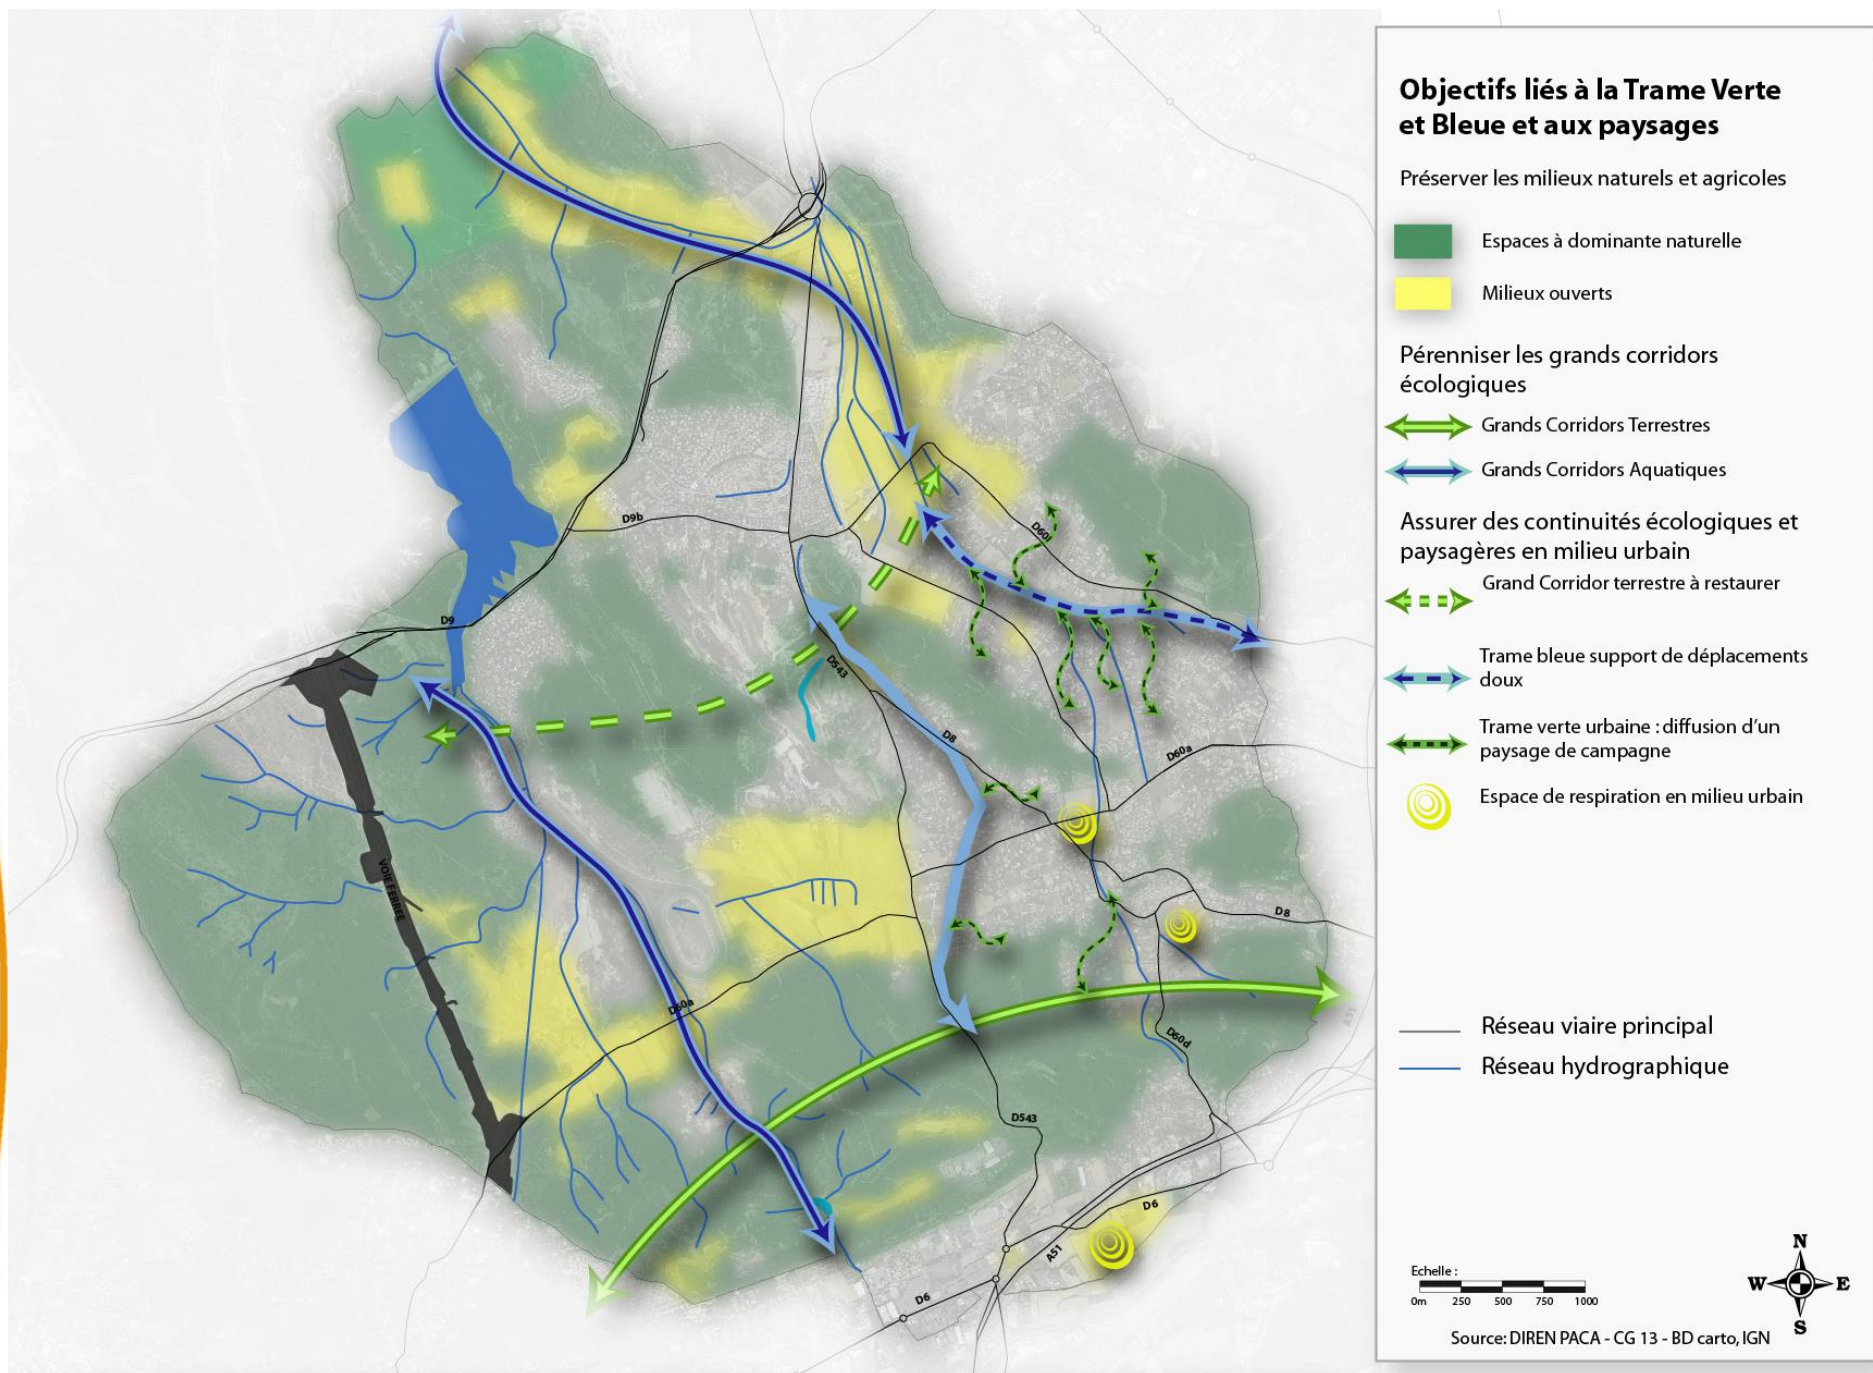 Objectifs liés à la Trame Verte
et Bleue et aux paysages
Préserver les milieux naturels et agricoles
Espaces à dominante naturelle
Milieux ouverts
Pérenniser les grands corridors
écologiques
Grands Corridors Terrestres
Grands Corridors Aquatiques
Assurer des continuités écologiques et
paysagères en milieu urbain
Grand Corridor terrestre à restaurer
Trame bleue support de déplacements
doux
Trame verte urbaine : diffusion d'un
paysage de campagne
Espace de respiration en milieu urbain
Réseau viaire principal
Réseau hydrographique
Echelle :
0m 250 500 750 1000
N
W E
S
Source: DIREN PACA - CG 13 - BD carto, IGN
D9b
D60f
D9
D543
D8
D60a
VOIE FERREE
D8
D60a
A51
D60d
D543
D6
A51
D6